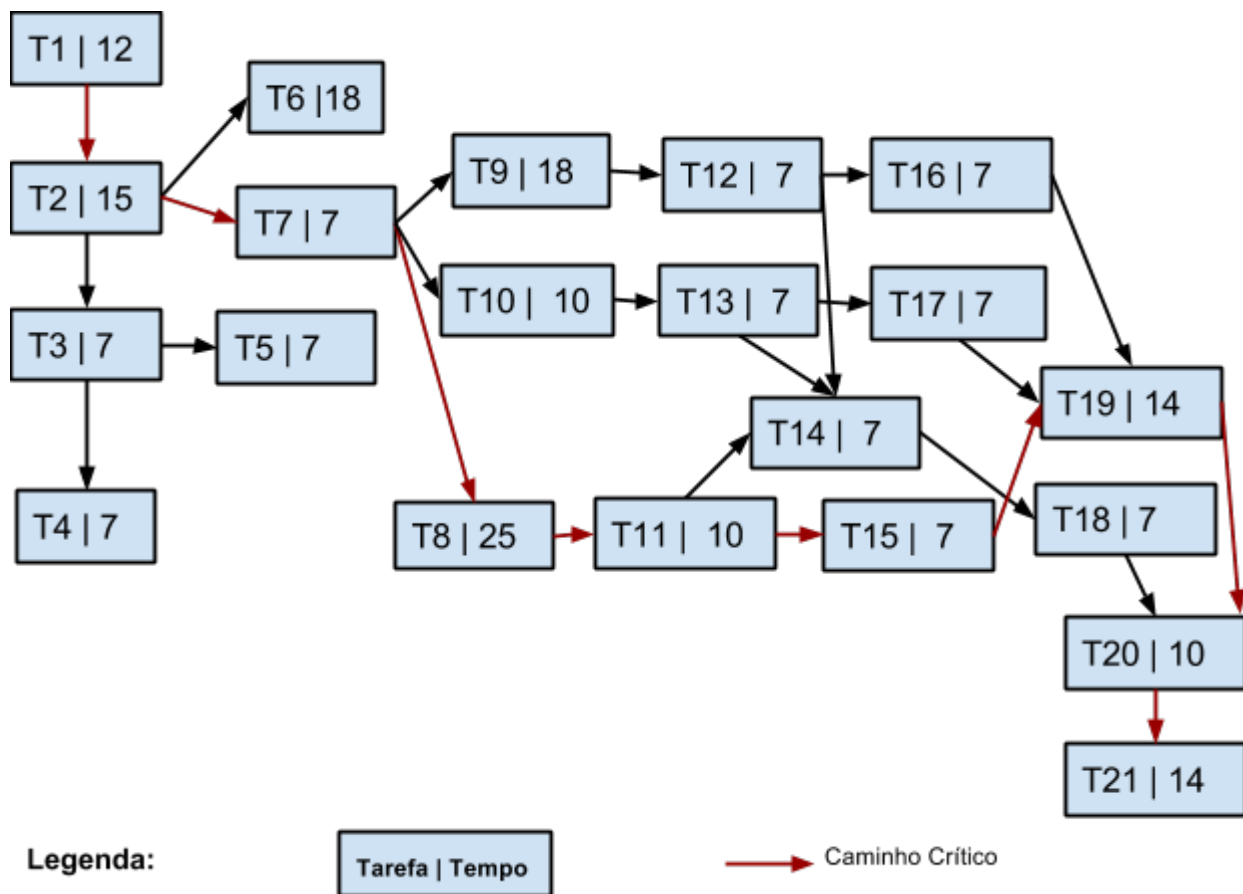 T1 | 12
T6 |18
T2 | 15
T7 | 7
T9 | 18
T12 |  7
T16 | 7
T10 |  10
T13 |  7
T17 | 7
T3 | 7
T5 | 7
T14 |  7
T19 | 14
T4 | 7
T8 | 25
T11 |  10
T15 |  7
T18 | 7
T20 | 10
T21 | 14
Legenda:
Tarefa | Tempo
Caminho Crítico